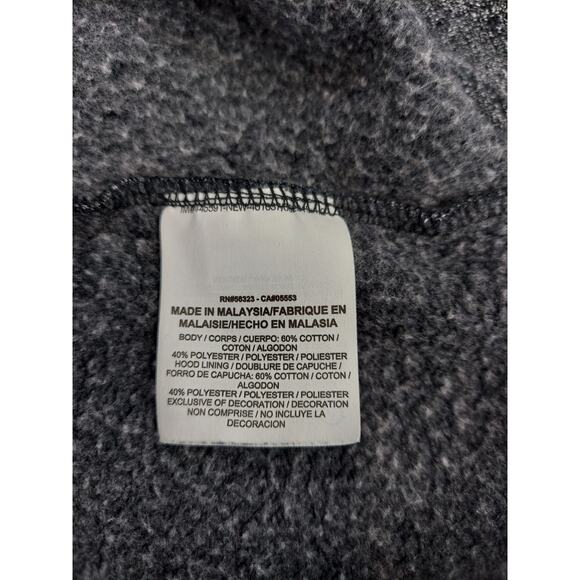 RN#56323 - CA#05553
MADE IN MALAYSIA/FABRIQUE EN
MALAISIE/HECHO EN MALASIA
BODY / CORPS / CUERPO: 60% COTTON /
COTON / ALGODON
40% POLYESTER / POLYESTER / POLIESTER
HOOD LINING / DOUBLURE DE CAPUCHE /
FORRO DE CAPUCHA: 60% COTTON / COTON /
ALGODON
40% POLYESTER / POLYESTER / POLIESTER
EXCLUSIVE OF DECORATION / DECORATION
NON COMPRISE / NO INCLUYE LA
DECORACION